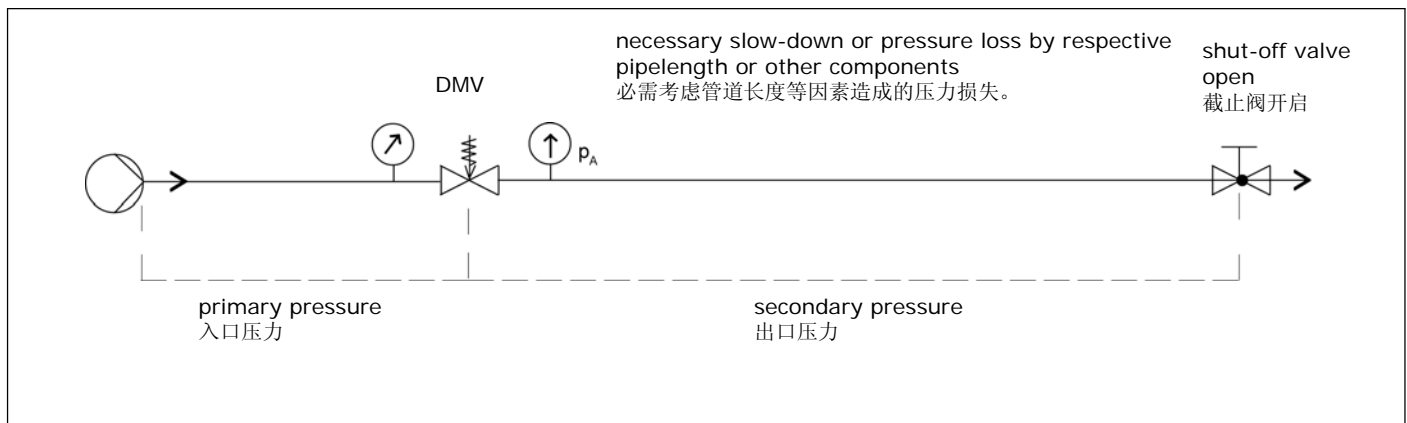 necessary slow-down or pressure loss by respective
pipelength or other components
必需考虑管道长度等因素造成的压力损失。
shut-off valve
open
截止阀开启
DMV
pA
primary pressure
入口压力
secondary pressure
出口压力